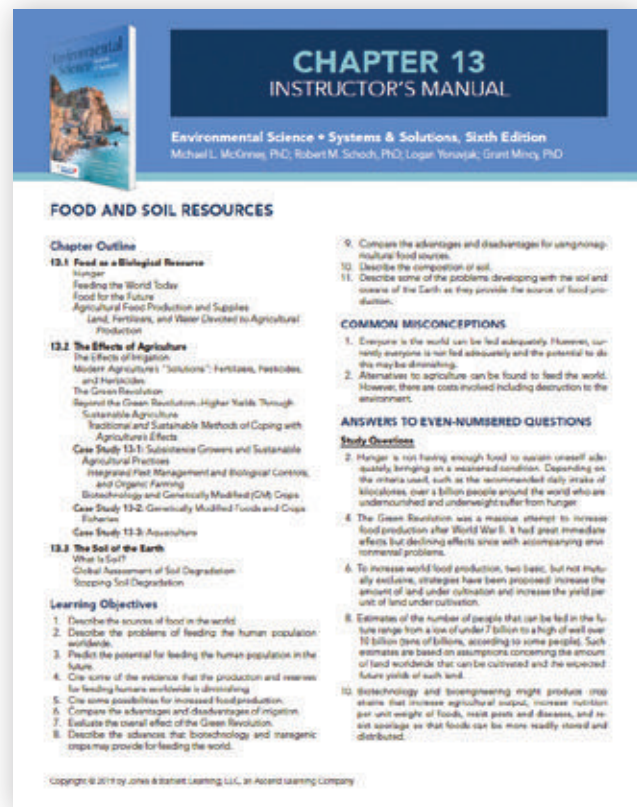 Environmental
Science
CHAPTER 13
INSTRUCTOR'S MANUAL
Environmental Science • Systems & Solutions, Sixth Edition
Michael L. McKinney, PhD; Robert M. Schoch, PhD; Logan Yonavjak; Grant Mincy, PhD
FOOD AND SOIL RESOURCES
Chapter Outline
13.1 Food as a Biological Resource
Hunger
Feeding the World Today
Food for the Future
Agricultural Food Production and Supplies
Land, Fertilizers, and Water Devoted to Agricultural
Production
13.2 The Effects of Agriculture
The Effects of Irrigation
Modern Agriculture's "Solutions": Fertilizers, Pesticides,
and Herbicides
The Green Revolution
Beyond the Green Revolution: Higher Yields Through
Sustainable Agriculture
Traditional and Sustainable Methods of Coping with
Agriculture's Effects
Case Study 13-1: Subsistence Growers and Sustainable
Agricultural Practices
Integrated Pest Management and Biological Controls,
and Organic Farming
Biotechnology and Genetically Modified (GM) Crops
Case Study 13-2: Genetically Modified Foods and Crops
Fisheries
Case Study 13-3: Aquaculture
13.3 The Soil of the Earth
What Is Soil?
Global Assessment of Soil Degradation
Stopping Soil Degradation
Learning Objectives
1. Describe the sources of food in the world.
2. Describe the problems of feeding the human population
worldwide.
3. Predict the potential for feeding the human population in the
future.
4. Cite some of the evidence that the production and reserves
for feeding humans worldwide is diminishing.
5. Cite some possibilities for increased food production.
6. Compare the advantages and disadvantages of irrigation.
7. Evaluate the overall effect of the Green Revolution.
8. Describe the advances that biotechnology and transgenic
crops may provide for feeding the world.
9. Compare the advantages and disadvantages for using nonag-
ricultural food sources.
10. Describe the composition of soil.
11. Describe some of the problems developing with the soil and
oceans of the Earth as they provide the source of food pro-
duction.
COMMON MISCONCEPTIONS
1. Everyone is the world can be fed adequately. However, cur-
rently everyone is not fed adequately and the potential to do
this may be diminishing.
2. Alternatives to agriculture can be found to feed the world.
However, there are costs involved including destruction to the
environment.
ANSWERS TO EVEN-NUMBERED QUESTIONS
Study Questions
2. Hunger is not having enough food to sustain oneself ade-
quately, bringing on a weakened condition. Depending on
the criteria used, such as the recommended daily intake of
kilocalories, over a billion people around the world who are
undernourished and underweight suffer from hunger.
4. The Green Revolution was a massive attempt to increase
food production after World War II. It had great immediate
effects but declining effects since with accompanying envi-
ronmental problems.
6. To increase world food production, two basic, but not mutu-
ally exclusive, strategies have been proposed: increase the
amount of land under cultivation and increase the yield per
unit of land under cultivation.
8. Estimates of the number of people that can be fed in the fu-
ture range from a low of under 7 billion to a high of well over
10 billion (tens of billions, according to some people). Such
estimates are based on assumptions concerning the amount
of land worldwide that can be cultivated and the expected
future yields of such land.
10. Biotechnology and bioengineering might produce crop
strains that increase agricultural output, increase nutrition
per unit weight of foods, resist pests and diseases, and re-
sist spoilage so that foods can be more readily stored and
distributed.
Copyright © 2019 by Jones & Bartlett Learning, LLC, an Ascend Learning Company